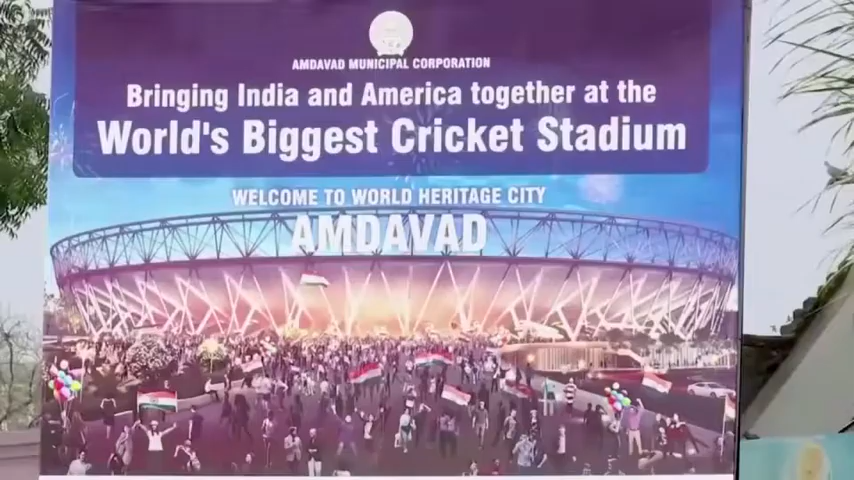 AMDAVAD MUNICIPAL CORPORATION
Bringing India and America together at the
World's Biggest Cricket Stadium
WELCOME TO WORLD HERITAGE CITY
AMDAVAD